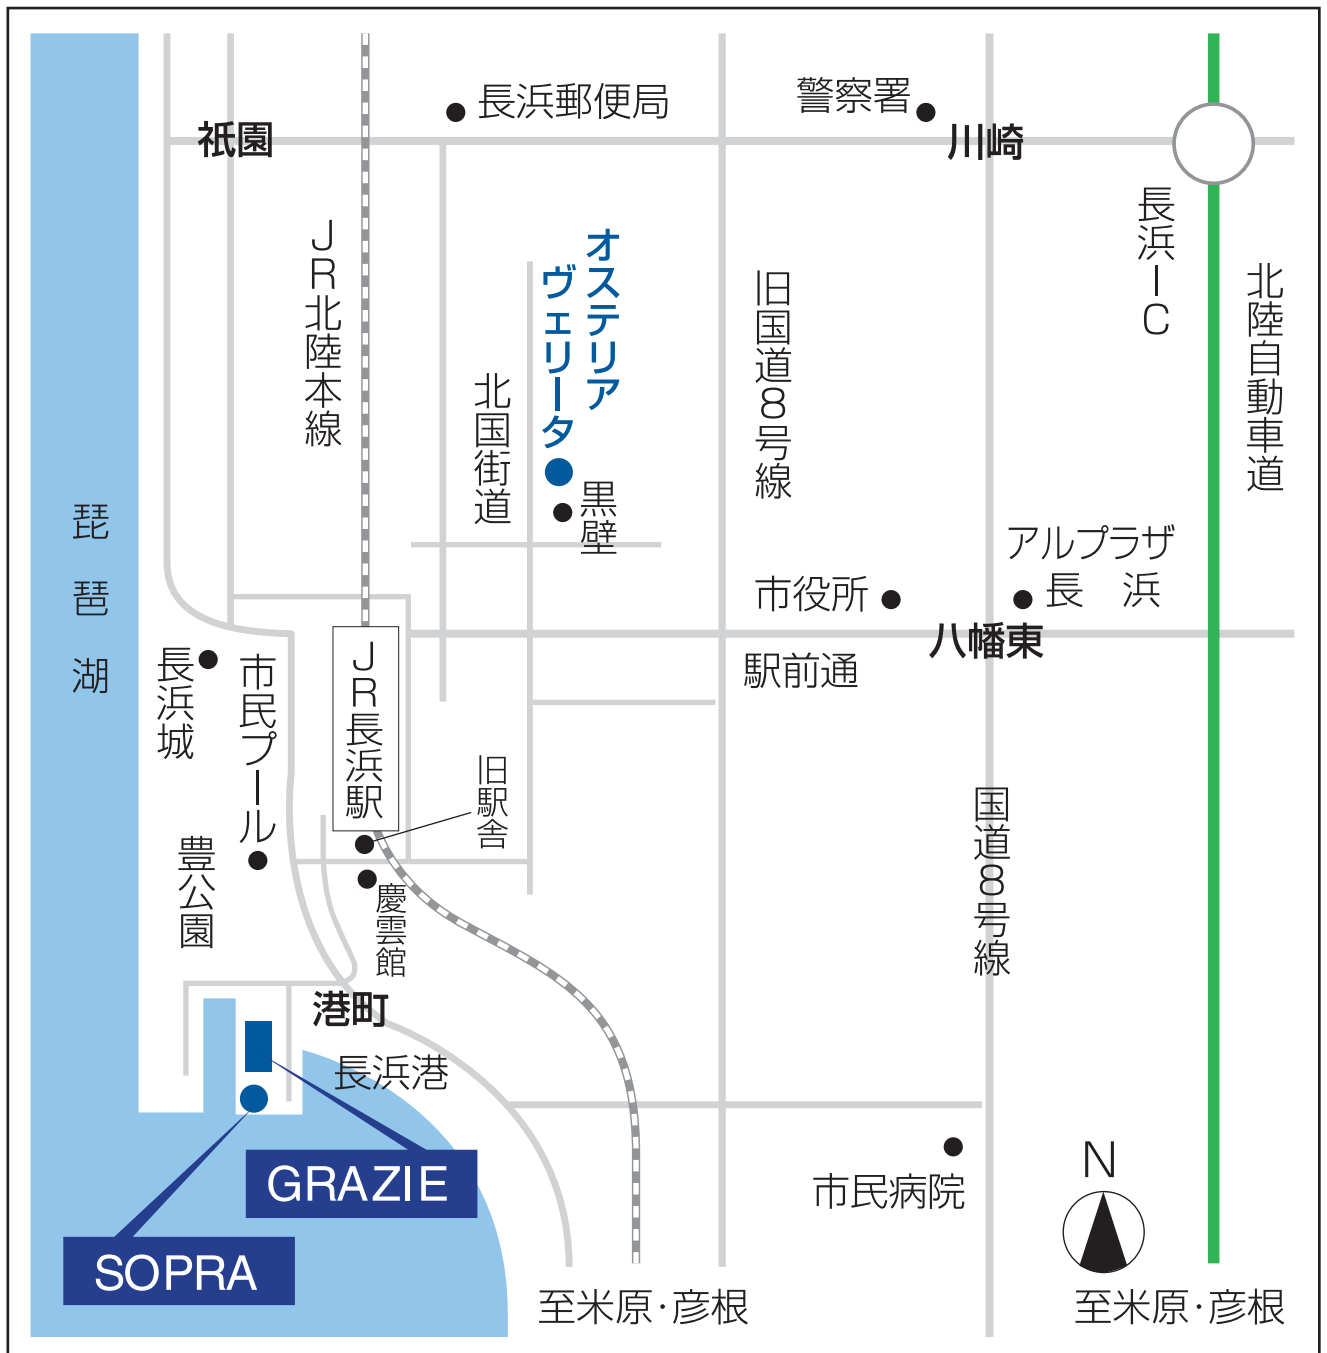 長浜郵便局
警察署
祇園
川崎
JR北陸本線
オステリア
ヴェリータ
北国街道
黒壁
旧国道8号線
長浜IC
北陸自動車道
琵琶湖
アルプラザ
長　浜
市役所
八幡東
駅前通
長浜城
市民プール
JR長浜駅
旧駅舎
豊公園
慶雲館
国道8号線
港町
長浜港
GRAZIE
SOPRA
市民病院
N
至米原・彦根
至米原・彦根